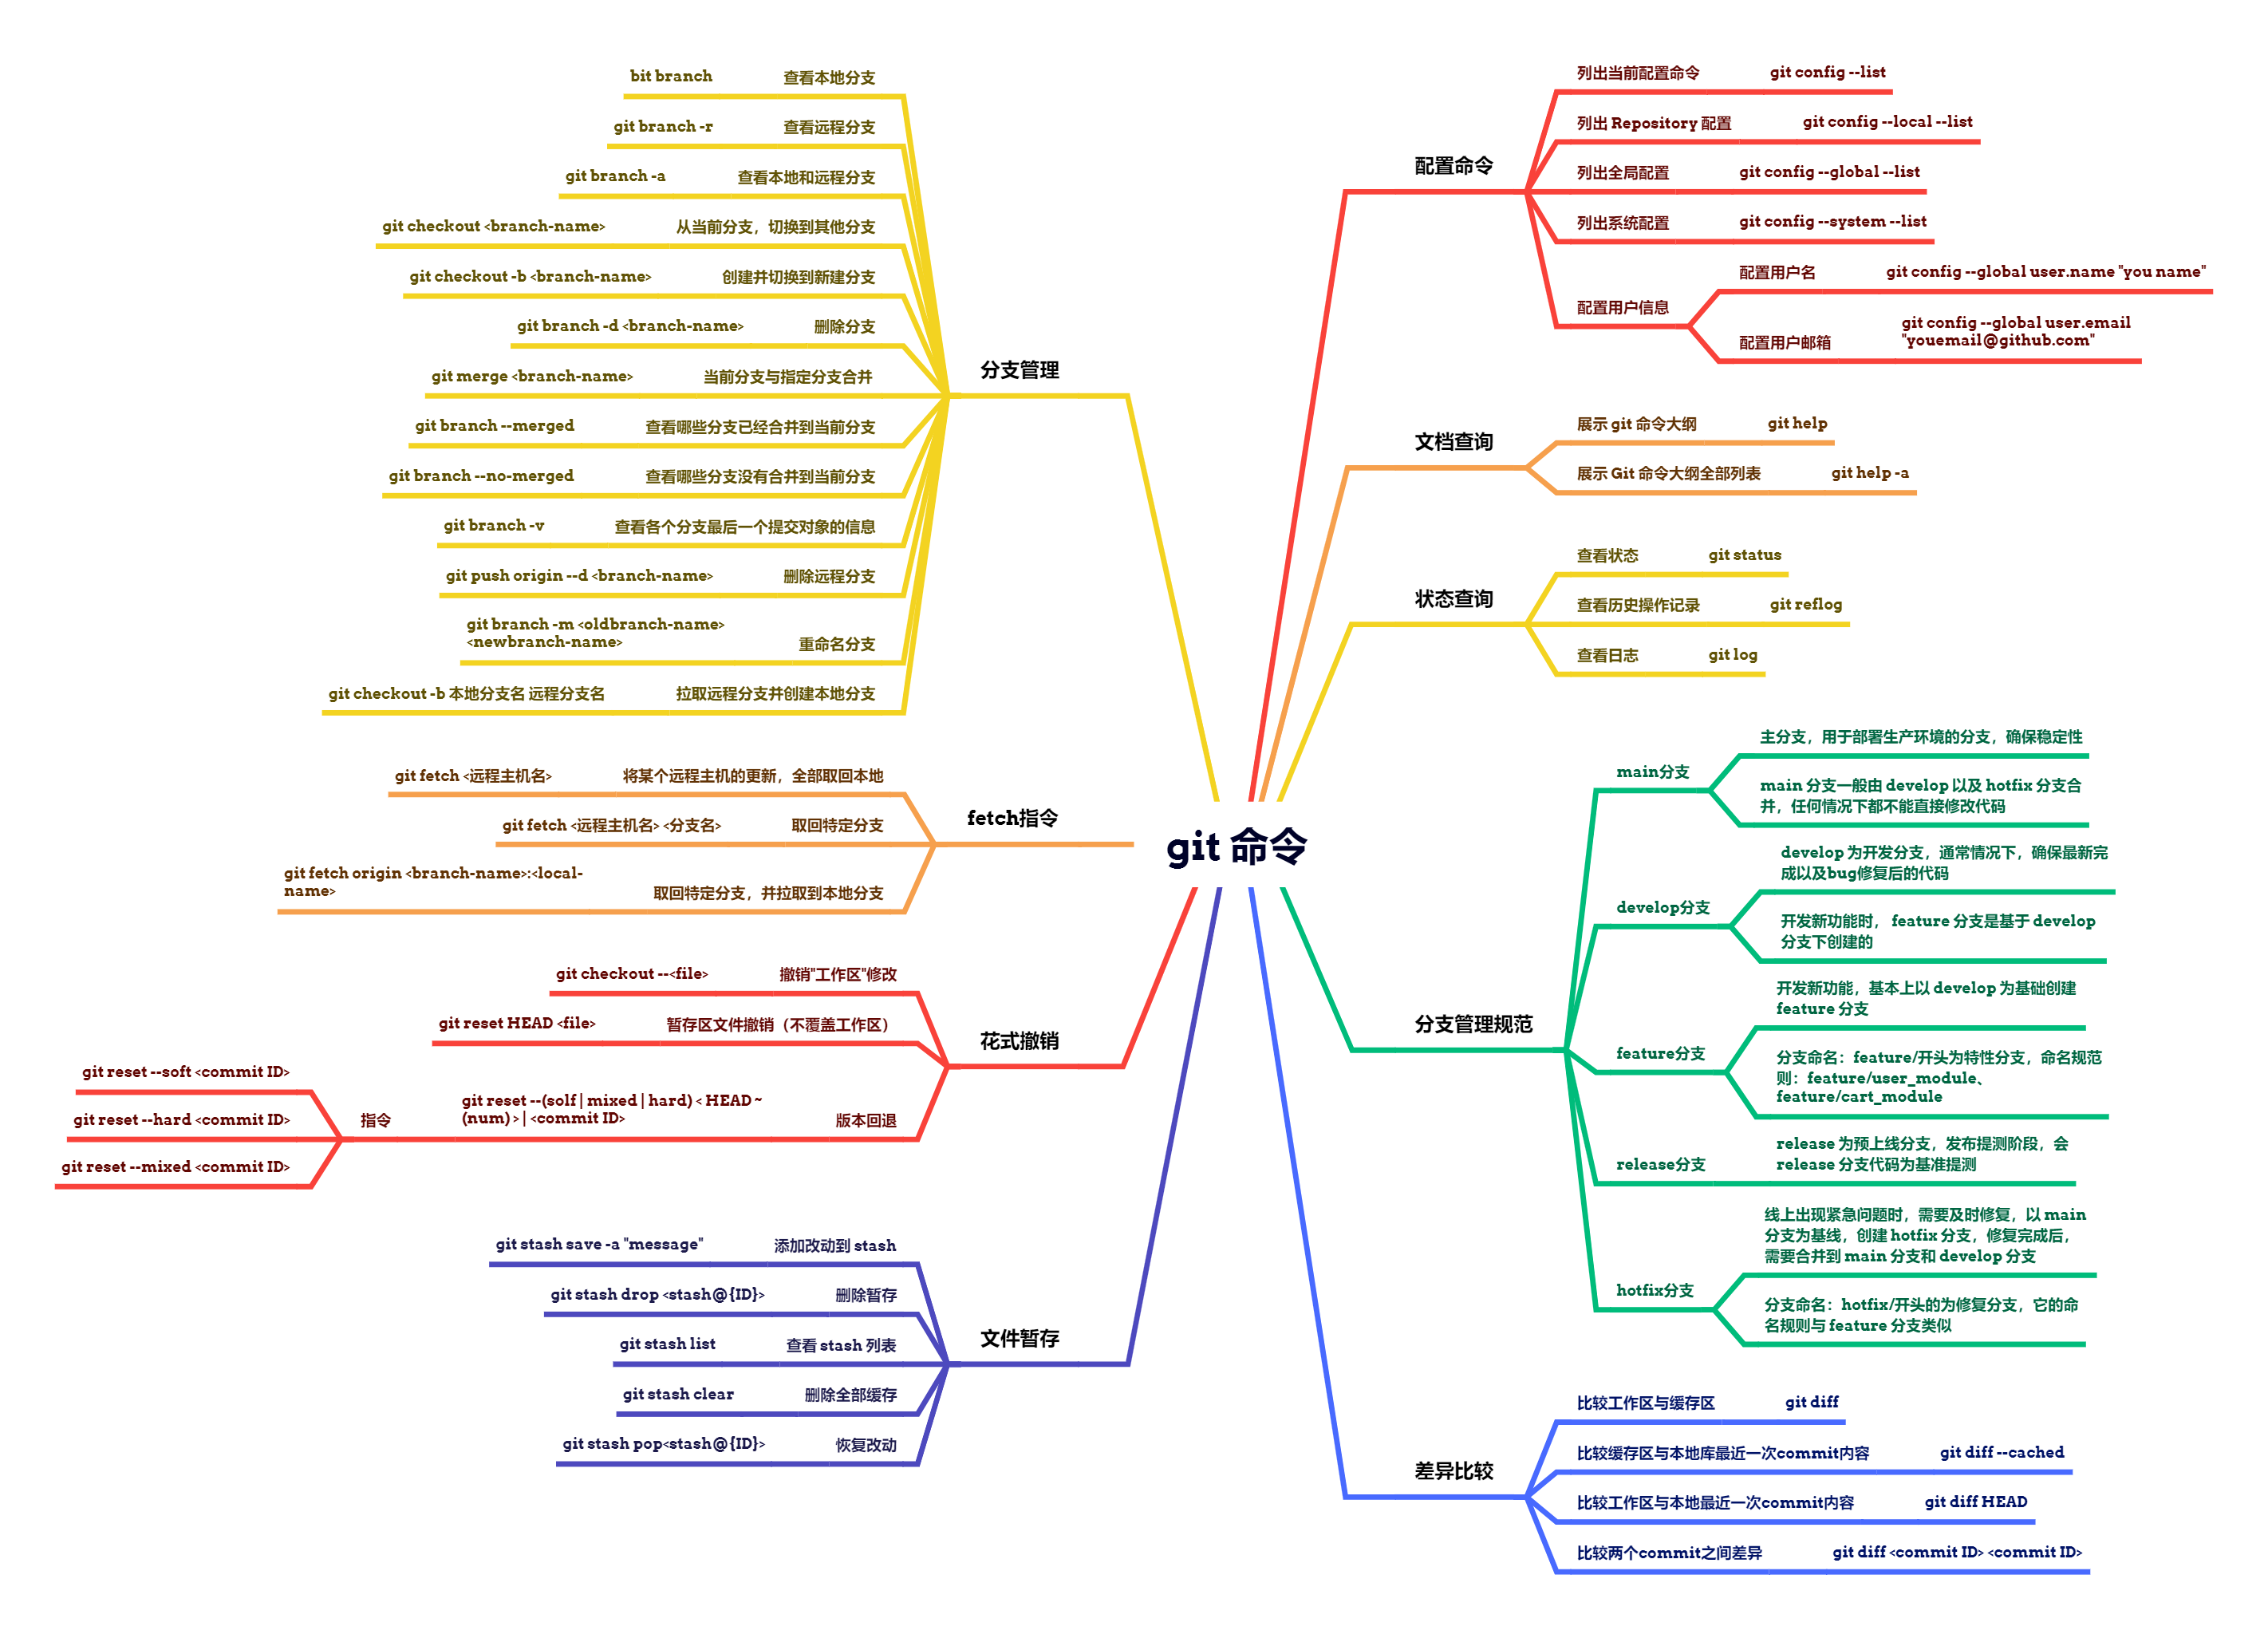 git 命令
配置命令
列出当前配置命令
git config --list
列出 Repository 配置
git config --local --list
列出全局配置
git config --global --list
列出系统配置
git config --system --list
配置用户信息
配置用户名
git config --global user.name "you name"
配置用户邮箱
git config --global user.email
"youemail@github.com"
文档查询
展示 git 命令大纲
git help
展示 Git 命令大纲全部列表
git help -a
状态查询
查看状态
git status
查看历史操作记录
git reflog
查看日志
git log
分支管理规范
main分支
主分支，用于部署生产环境的分支，确保稳定性
main 分支一般由 develop 以及 hotfix 分支合
并，任何情况下都不能直接修改代码
develop分支
develop 为开发分支，通常情况下，确保最新完
成以及bug修复后的代码
开发新功能时， feature 分支是基于 develop
分支下创建的
feature分支
开发新功能，基本上以 develop 为基础创建
feature 分支
分支命名：feature/开头为特性分支，命名规范
则：feature/user_module、
feature/cart_module
release分支
release 为预上线分支，发布提测阶段，会
release 分支代码为基准提测
hotfix分支
线上出现紧急问题时，需要及时修复，以 main
分支为基线，创建 hotfix 分支，修复完成后，
需要合并到 main 分支和 develop 分支
分支命名：hotfix/开头的为修复分支，它的命
名规则与 feature 分支类似
差异比较
比较工作区与缓存区
git diff
比较缓存区与本地库最近一次commit内容
git diff --cached
比较工作区与本地最近一次commit内容
git diff HEAD
比较两个commit之间差异
git diff <commit ID> <commit ID>
分支管理
查看本地分支
bit branch
查看远程分支
git branch -r
查看本地和远程分支
git branch -a
从当前分支，切换到其他分支
git checkout <branch-name>
创建并切换到新建分支
git checkout -b <branch-name>
删除分支
git branch -d <branch-name>
当前分支与指定分支合并
git merge <branch-name>
查看哪些分支已经合并到当前分支
git branch --merged
查看哪些分支没有合并到当前分支
git branch --no-merged
查看各个分支最后一个提交对象的信息
git branch -v
删除远程分支
git push origin --d <branch-name>
重命名分支
git branch -m <oldbranch-name>
<newbranch-name>
拉取远程分支并创建本地分支
git checkout -b 本地分支名 远程分支名
fetch指令
将某个远程主机的更新，全部取回本地
git fetch <远程主机名>
取回特定分支
git fetch <远程主机名> <分支名>
取回特定分支，并拉取到本地分支
git fetch origin <branch-name>:<local-
name>
花式撤销
撤销"工作区"修改
git checkout --<file>
暂存区文件撤销（不覆盖工作区）
git reset HEAD <file>
版本回退
git reset --(solf | mixed | hard) < HEAD ~
(num) > | <commit ID>
指令
git reset --soft <commit ID>
git reset --hard <commit ID>
git reset --mixed <commit ID>
文件暂存
添加改动到 stash
git stash save -a "message"
删除暂存
git stash drop <stash@{ID}>
查看 stash 列表
git stash list
删除全部缓存
git stash clear
恢复改动
git stash pop<stash@{ID}>